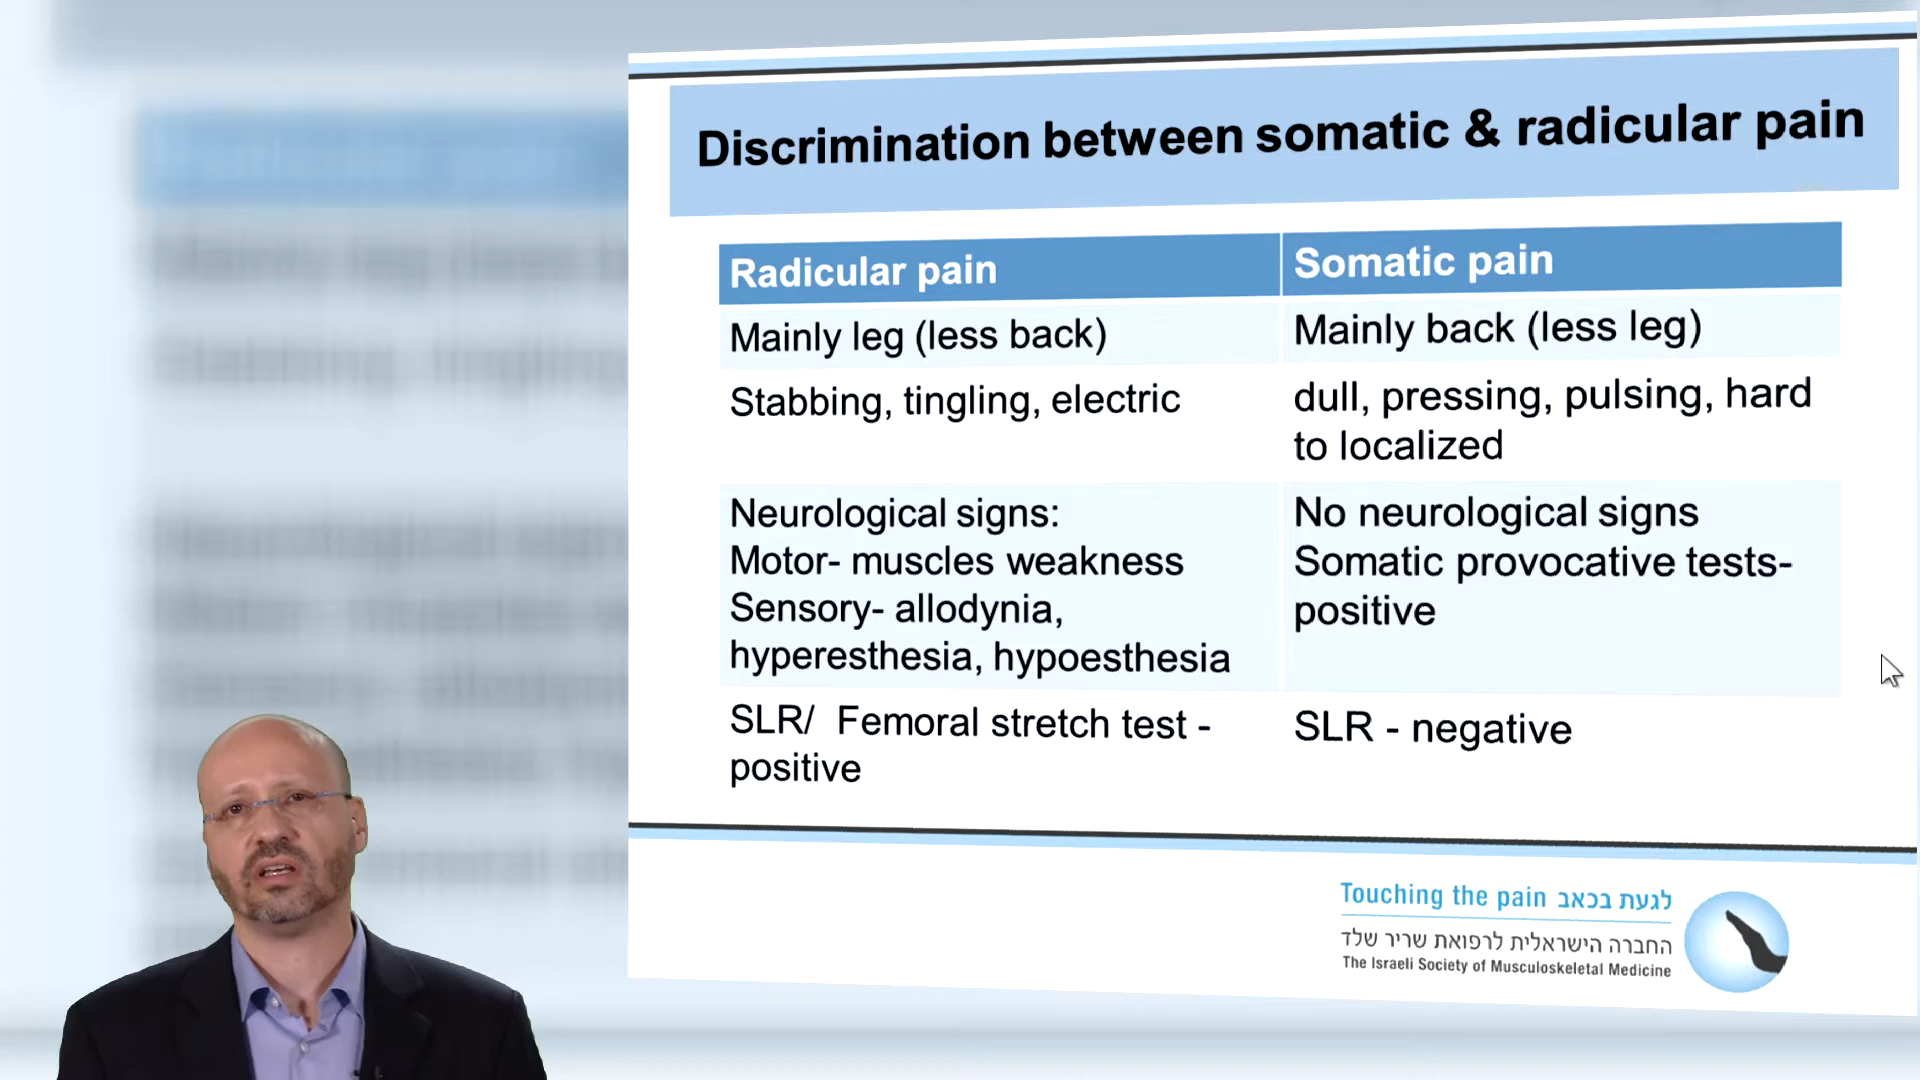 Discrimination between somatic & radicular pain
Radicular pain
Somatic pain
Mainly leg (less back)
Mainly back (less leg)
Stabbing, tingling, electric
dull, pressing, pulsing, hard
to localized
Neurological signs:
Motor- muscles weakness
Sensory- allodynia,
hyperesthesia, hypoesthesia
No neurological signs
Somatic provocative tests-
positive
SLR/ Femoral stretch test -
positive
SLR - negative
Touching the pain לגעת בכאב
החברה הישראלית לרפואת שריר שלד
The Israeli Society of Musculoskeletal Medicine